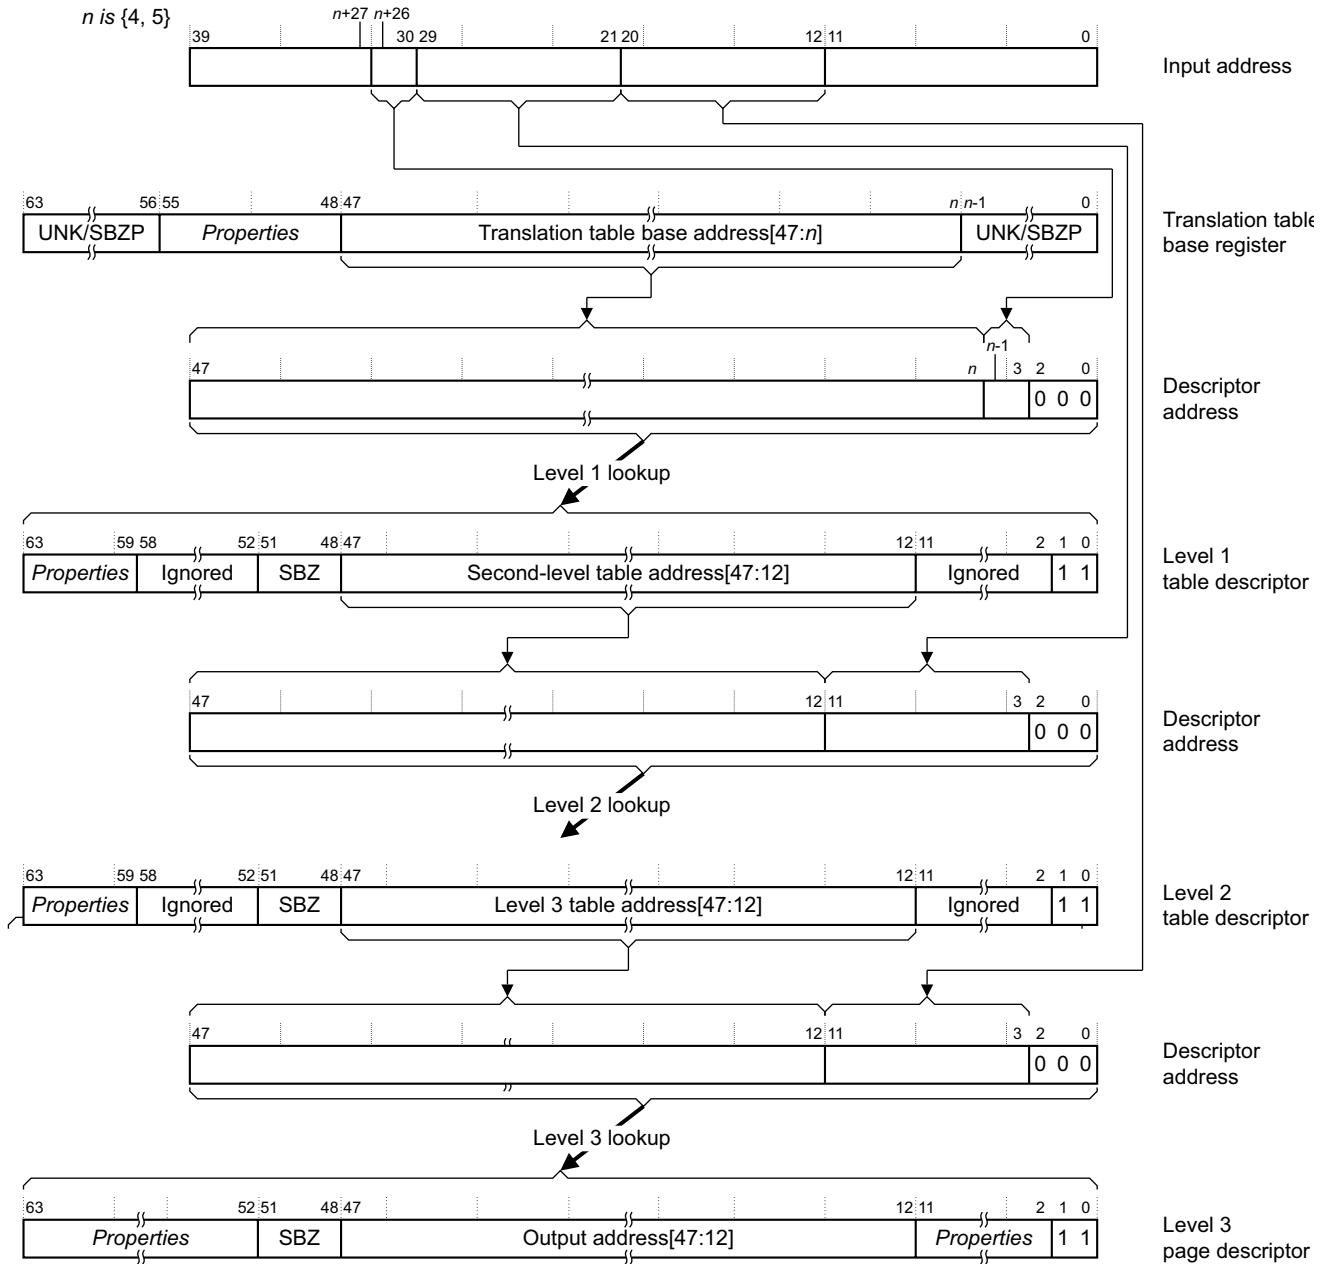 n is {4, 5}
n+27 n+26
39 30 29 21 20 12 11 0
Input address
63 56 55 48 47 n n-1 0
UNK/SBZP Properties Translation table base address[47:n] UNK/SBZP
Translation table
base register
n-1
47 n 3 2 0
0 0 0
Descriptor
address
Level 1 lookup
63 59 58 52 51 48 47 12 11 2 1 0
Properties Ignored SBZ Second-level table address[47:12] Ignored 1 1
Level 1
table descriptor
47 12 11 3 2 0
0 0 0
Descriptor
address
Level 2 lookup
63 59 58 52 51 48 47 12 11 2 1 0
Properties Ignored SBZ Level 3 table address[47:12] Ignored 1 1
Level 2
table descriptor
47 12 11 3 2 0
0 0 0
Descriptor
address
Level 3 lookup
63 52 51 48 47 12 11 2 1 0
Properties SBZ Output address[47:12] Properties 1 1
Level 3
page descriptor